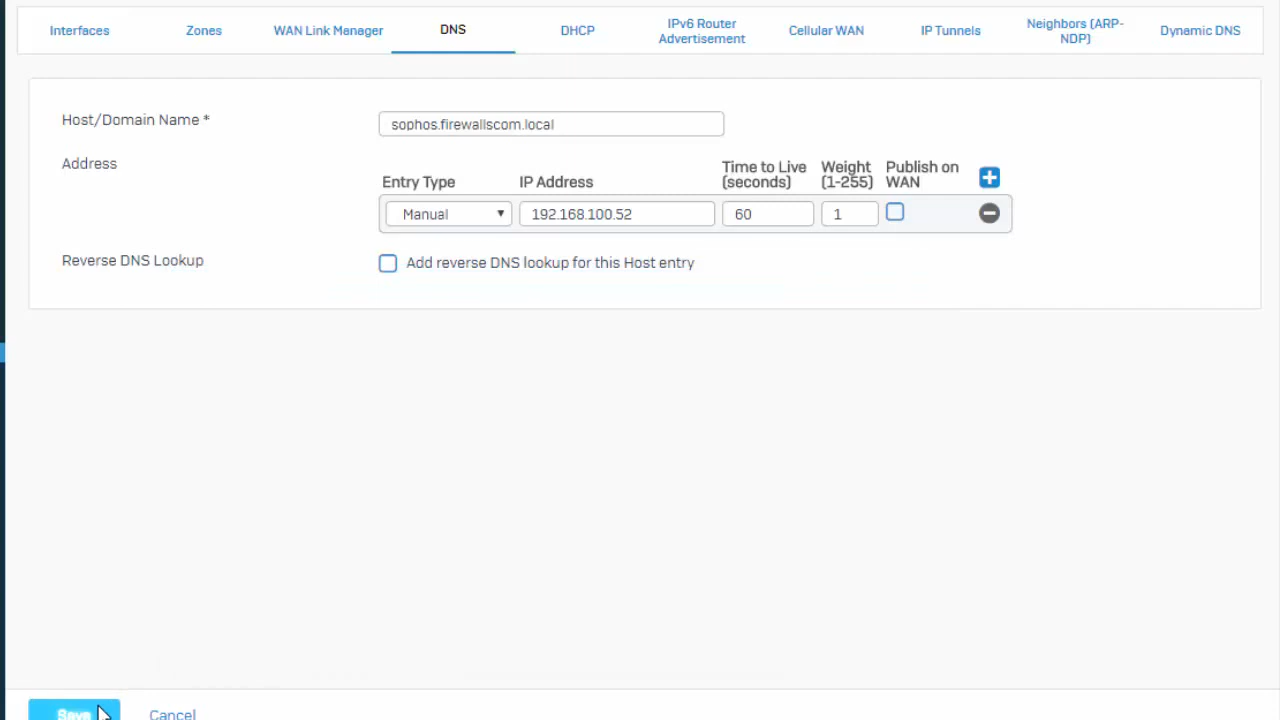 Interfaces
Zones
WAN Link Manager
DNS
DHCP
IPv6 Router
Advertisement
Cellular WAN
IP Tunnels
Neighbors (ARP-
NDP)
Dynamic DNS
Host/Domain Name *
sophos.firewallscom.local
Address
Entry Type
IP Address
Time to Live
(seconds)
Weight
(1-255)
Publish on
WAN
Manual
192.168.100.52
60
1
Reverse DNS Lookup
Add reverse DNS lookup for this Host entry
Save
Cancel